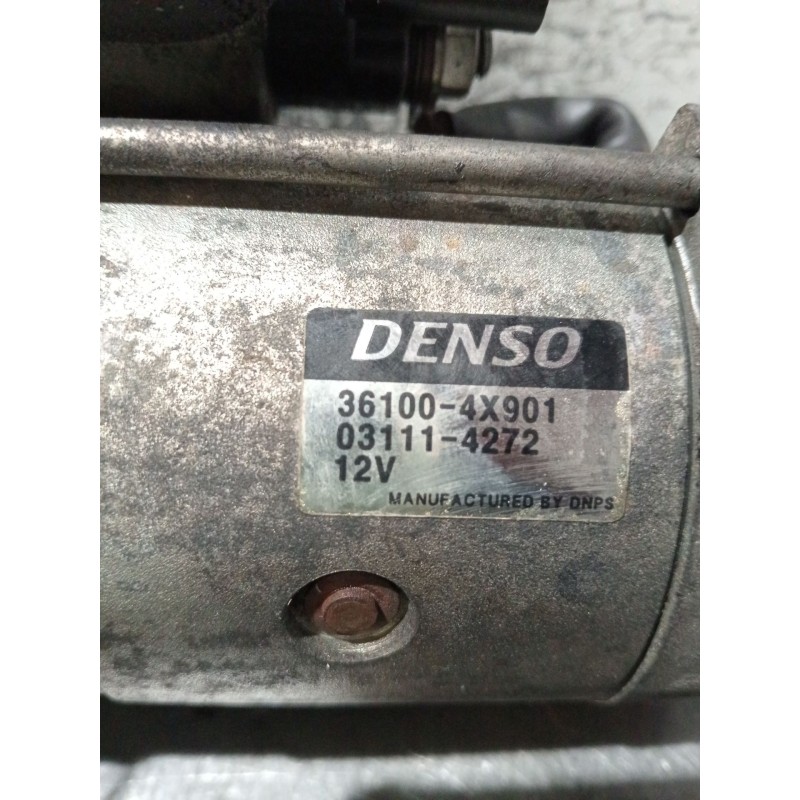 DENSO
36100-4X901
03111-4272
12V
MANUFACTURED BY DNPS